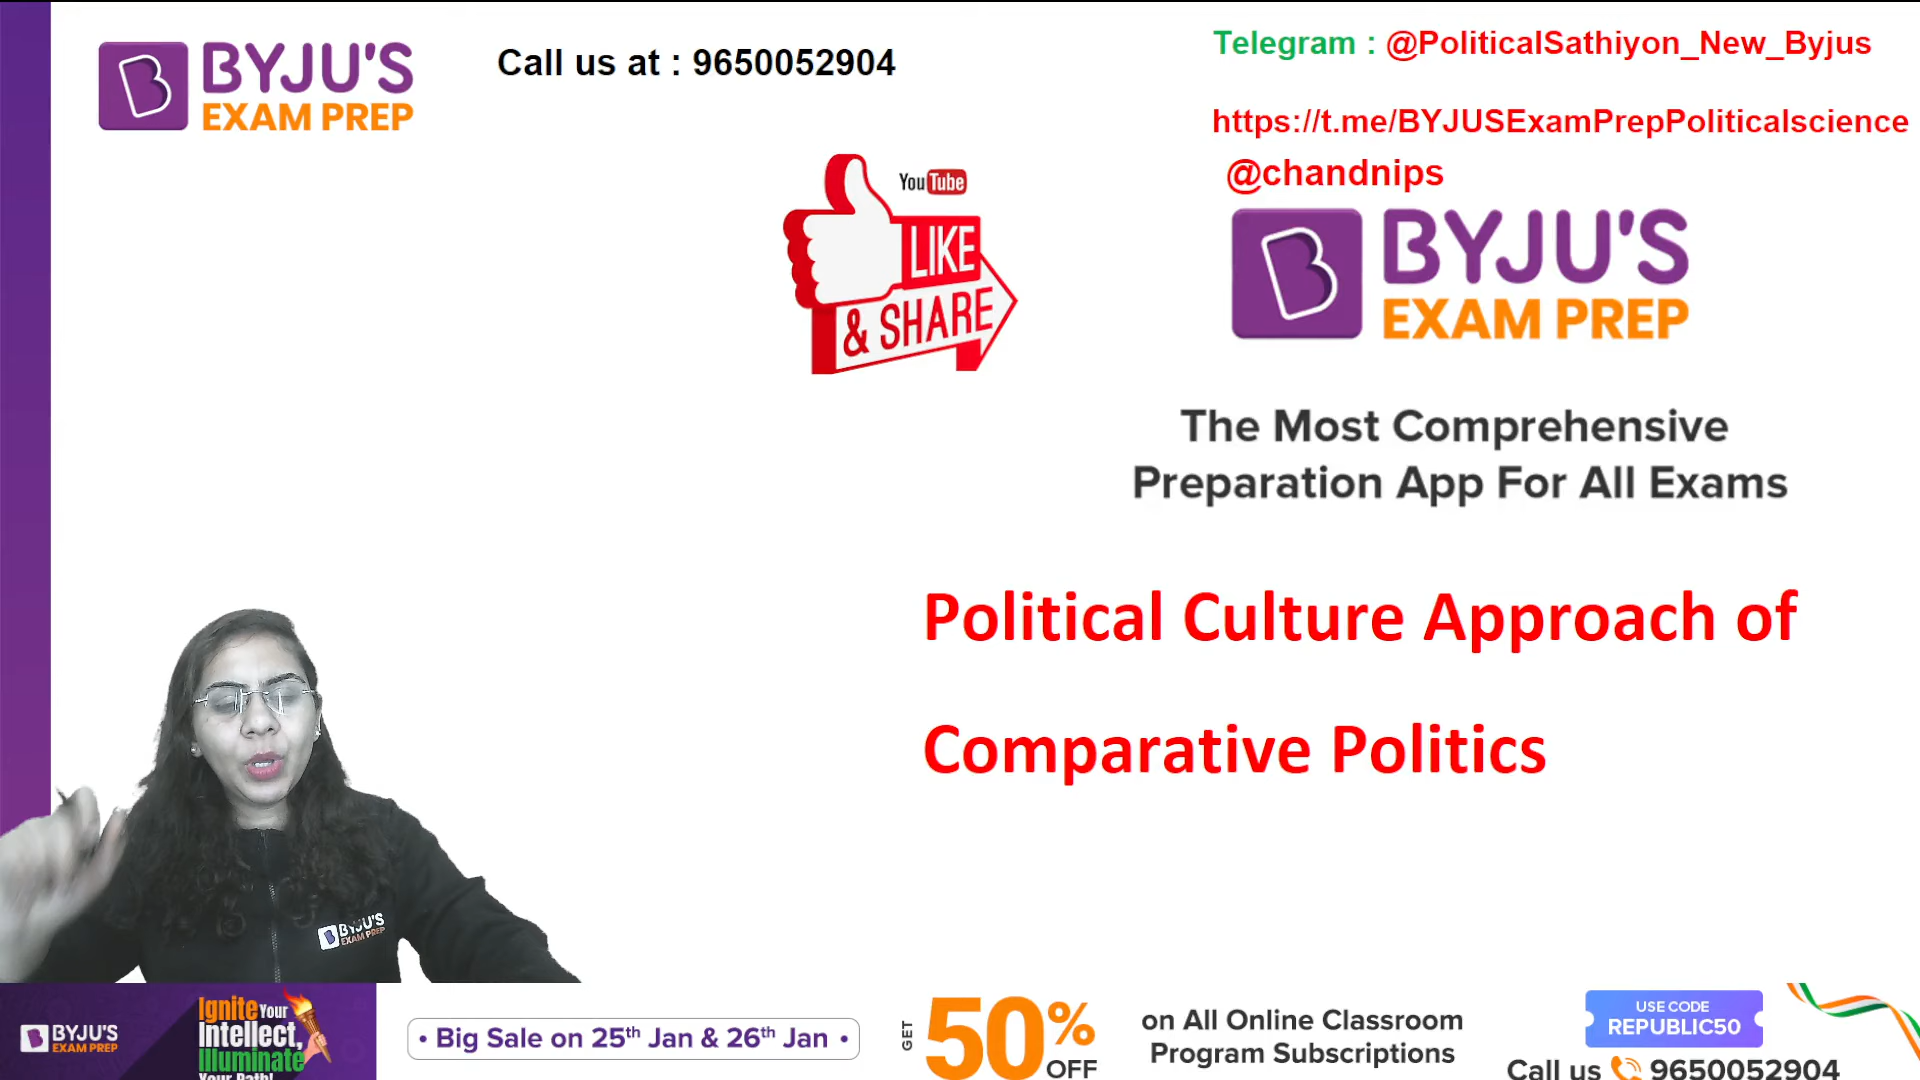 BYJU'S
EXAM PREP
Call us at : 9650052904
Telegram : @PoliticalSathiyon_New_Byjus
https://t.me/BYJUSExamPrepPoliticalscience
@chandnips
YouTube
LIKE
& SHARE
BYJU'S
EXAM PREP
The Most Comprehensive
Preparation App For All Exams
Political Culture Approach of
Comparative Politics
BYJU'S
EXAM PREP
BYJU'S
EXAM PREP
Ignite Your
Intellect,
Illuminate
Your Path!
• Big Sale on 25th Jan & 26th Jan •
GET
50%
OFF
on All Online Classroom
Program Subscriptions
USE CODE
REPUBLIC50
Call us 9650052904